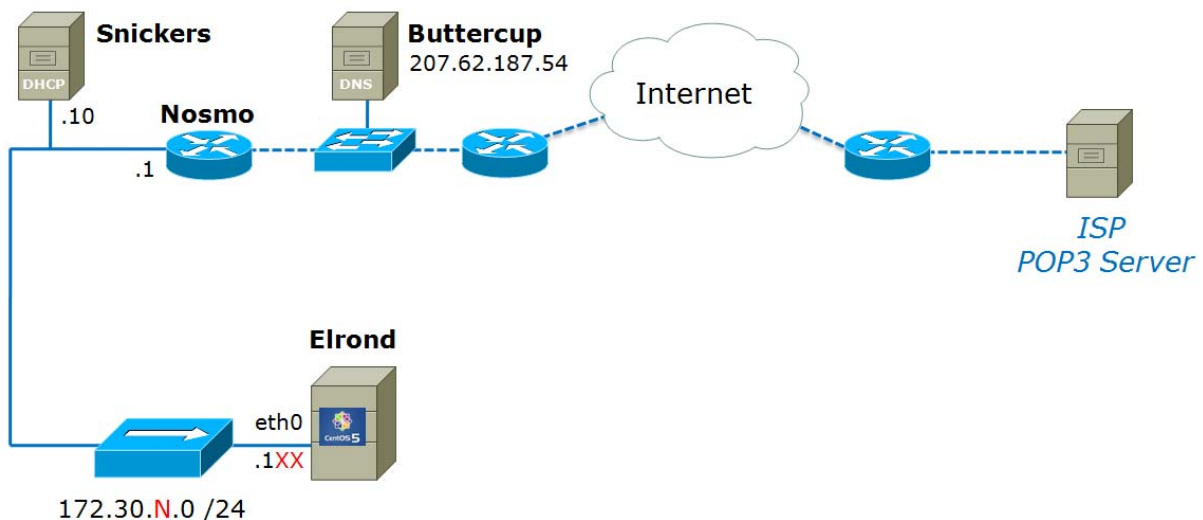 Snickers
DHCP
.10
Nosmo
.1
Buttercup
207.62.187.54
DNS
Internet
ISP
POP3 Server
Elrond
eth0
.1XX
CentOS 5
172.30.N.0 /24